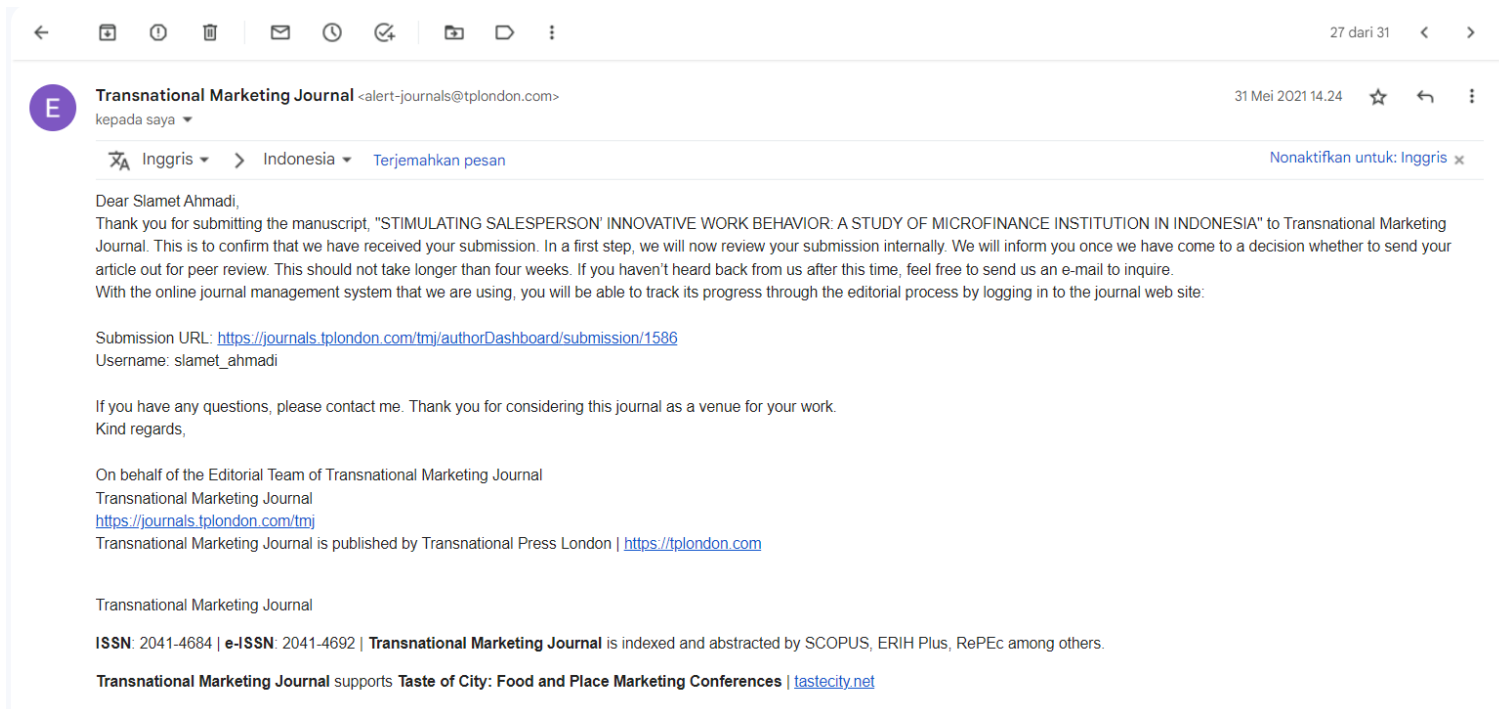 27 dari 31
E
Transnational Marketing Journal <alert-journals@tplondon.com>
31 Mei 2021 14.24
kepada saya
Inggris
Indonesia
Terjemahkan pesan
Nonaktifkan untuk: Inggris
Dear Slamet Ahmadi,
Thank you for submitting the manuscript, "STIMULATING SALESPERSON' INNOVATIVE WORK BEHAVIOR: A STUDY OF MICROFINANCE INSTITUTION IN INDONESIA" to Transnational Marketing
Journal. This is to confirm that we have received your submission. In a first step, we will now review your submission internally. We will inform you once we have come to a decision whether to send your
article out for peer review. This should not take longer than four weeks. If you haven't heard back from us after this time, feel free to send us an e-mail to inquire.
With the online journal management system that we are using, you will be able to track its progress through the editorial process by logging in to the journal web site:
Submission URL: https://journals.tplondon.com/tmj/authorDashboard/submission/1586
Username: slamet_ahmadi
If you have any questions, please contact me. Thank you for considering this journal as a venue for your work.
Kind regards,
On behalf of the Editorial Team of Transnational Marketing Journal
Transnational Marketing Journal
https://journals.tplondon.com/tmj
Transnational Marketing Journal is published by Transnational Press London | https://tplondon.com
Transnational Marketing Journal
ISSN: 2041-4684 | e-ISSN: 2041-4692 | Transnational Marketing Journal is indexed and abstracted by SCOPUS, ERIH Plus, RePEc among others.
Transnational Marketing Journal supports Taste of City: Food and Place Marketing Conferences | tastecity.net